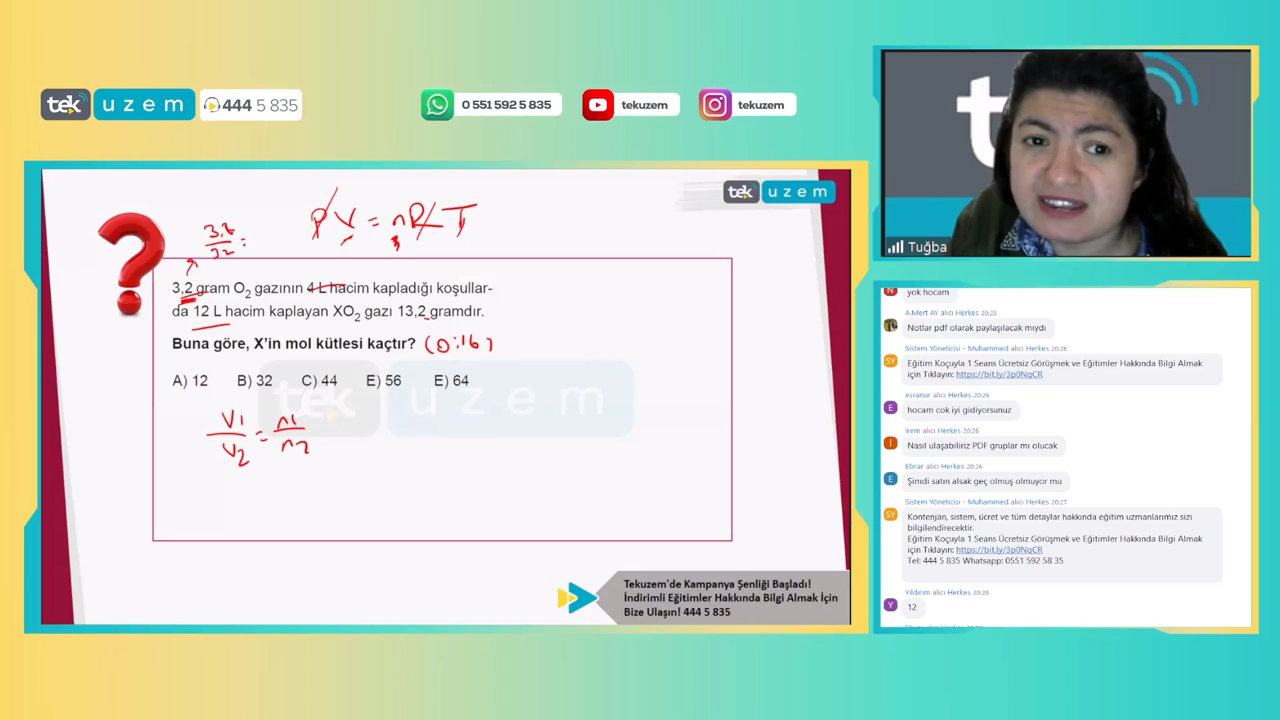 tek uzem 444 5 835
0 551 592 5 835
tekuzem
tekuzem
tek uzem
3,2
32 =
PV = nRT
3,2 gram O2 gazının 4 L hacim kapladığı koşullar-
da 12 L hacim kaplayan XO2 gazı 13,2 gramdır.
Buna göre, X'in mol kütlesi kaçtır? (O:16)
A) 12 B) 32 C) 44 E) 56 E) 64
tek uzem
V1 = n1
V2 n2
Tekuzem'de Kampanya Şenliği Başladı!
İndirimli Eğitimler Hakkında Bilgi Almak İçin
Bize Ulaşın! 444 5 835
t
Tuğba
N
yok hocam
A.Mert AY alıcı Herkes 20:25
Notlar pdf olarak paylaşılacak mıydı
Sistem Yöneticisi - Muhammed alıcı Herkes 20:26
SY
Eğitim Koçuyla 1 Seans Ücretsiz Görüşmek ve Eğitimler Hakkında Bilgi Almak
için Tıklayın: https://bit.ly/3p0NqCR
esranur alıcı Herkes 20:26
E
hocam cok iyi gidiyorsunuz
İrem alıcı Herkes 20:26
İ
Nasıl ulaşabiliriz PDF gruplar mı olucak
Ebrar alıcı Herkes 20:26
E
Şimdi satın alsak geç olmuş olmuyor mu
Sistem Yöneticisi - Muhammed alıcı Herkes 20:27
SY
Kontenjan, sistem, ücret ve tüm detaylar hakkında eğitim uzmanlarımız sizi
bilgilendirecektir.
Eğitim Koçuyla 1 Seans Ücretsiz Görüşmek ve Eğitimler Hakkında Bilgi Almak
için Tıklayın: https://bit.ly/3p0NqCR
Tel: 444 5 835 Whatsapp: 0551 592 58 35
Yıldırım alıcı Herkes 20:28
Y
12